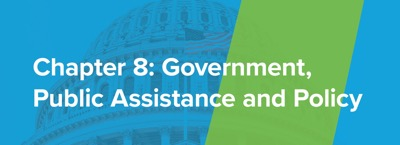 Chapter 8: Government,
Public Assistance and Policy